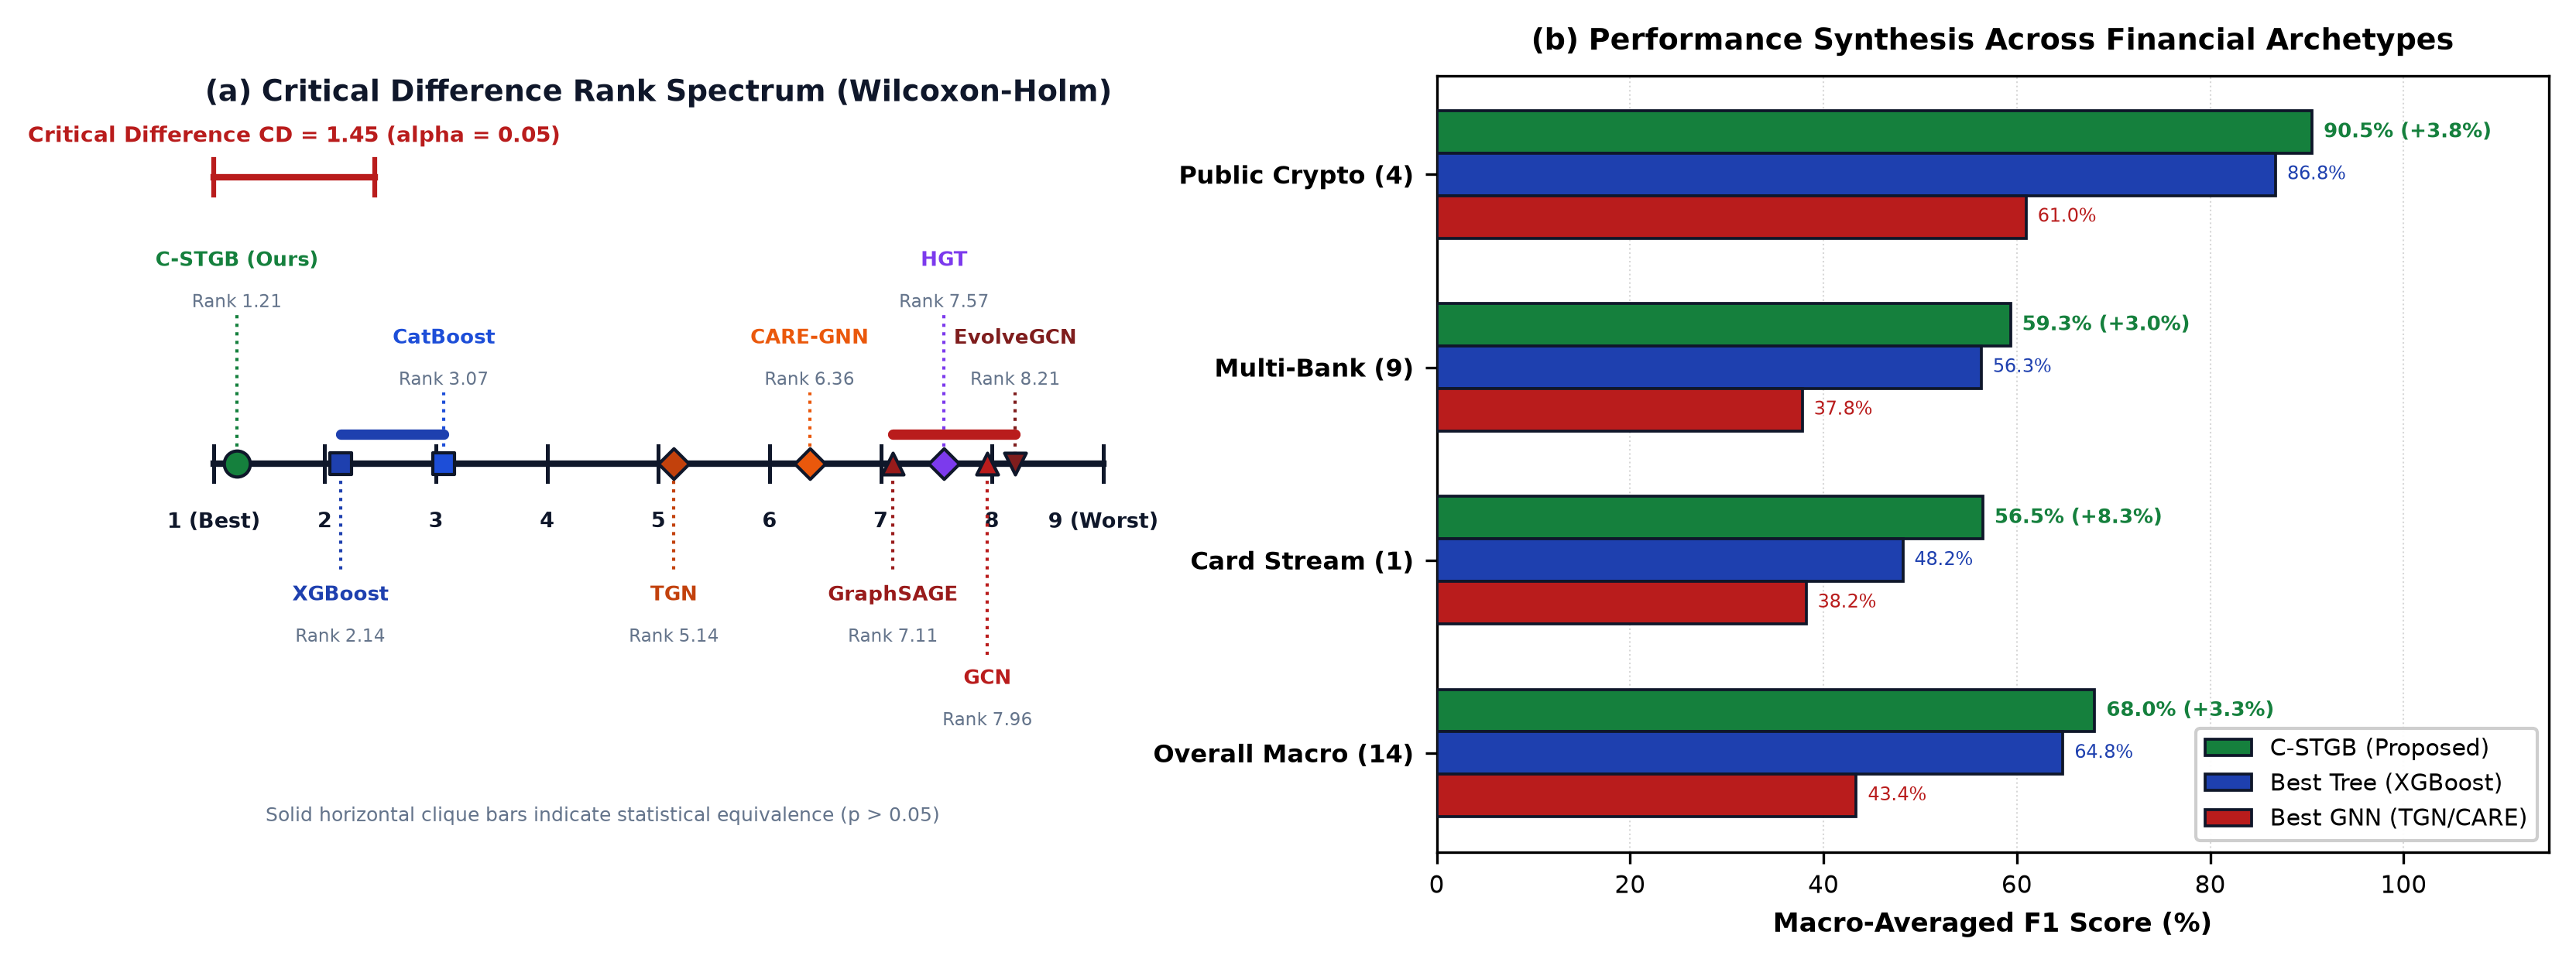 (a) Critical Difference Rank Spectrum (Wilcoxon-Holm)
Critical Difference CD = 1.45 (alpha = 0.05)
C-STGB (Ours)
Rank 1.21
HGT
Rank 7.57
CatBoost
Rank 3.07
CARE-GNN
Rank 6.36
EvolveGCN
Rank 8.21
1 (Best)
2
3
4
5
6
7
8
9 (Worst)
XGBoost
Rank 2.14
TGN
Rank 5.14
GraphSAGE
Rank 7.11
GCN
Rank 7.96
Solid horizontal clique bars indicate statistical equivalence (p > 0.05)
(b) Performance Synthesis Across Financial Archetypes
Public Crypto (4)
90.5% (+3.8%)
86.8%
61.0%
Multi-Bank (9)
59.3% (+3.0%)
56.3%
37.8%
Card Stream (1)
56.5% (+8.3%)
48.2%
38.2%
Overall Macro (14)
68.0% (+3.3%)
64.8%
43.4%
C-STGB (Proposed)
Best Tree (XGBoost)
Best GNN (TGN/CARE)
0
20
40
60
80
100
Macro-Averaged F1 Score (%)